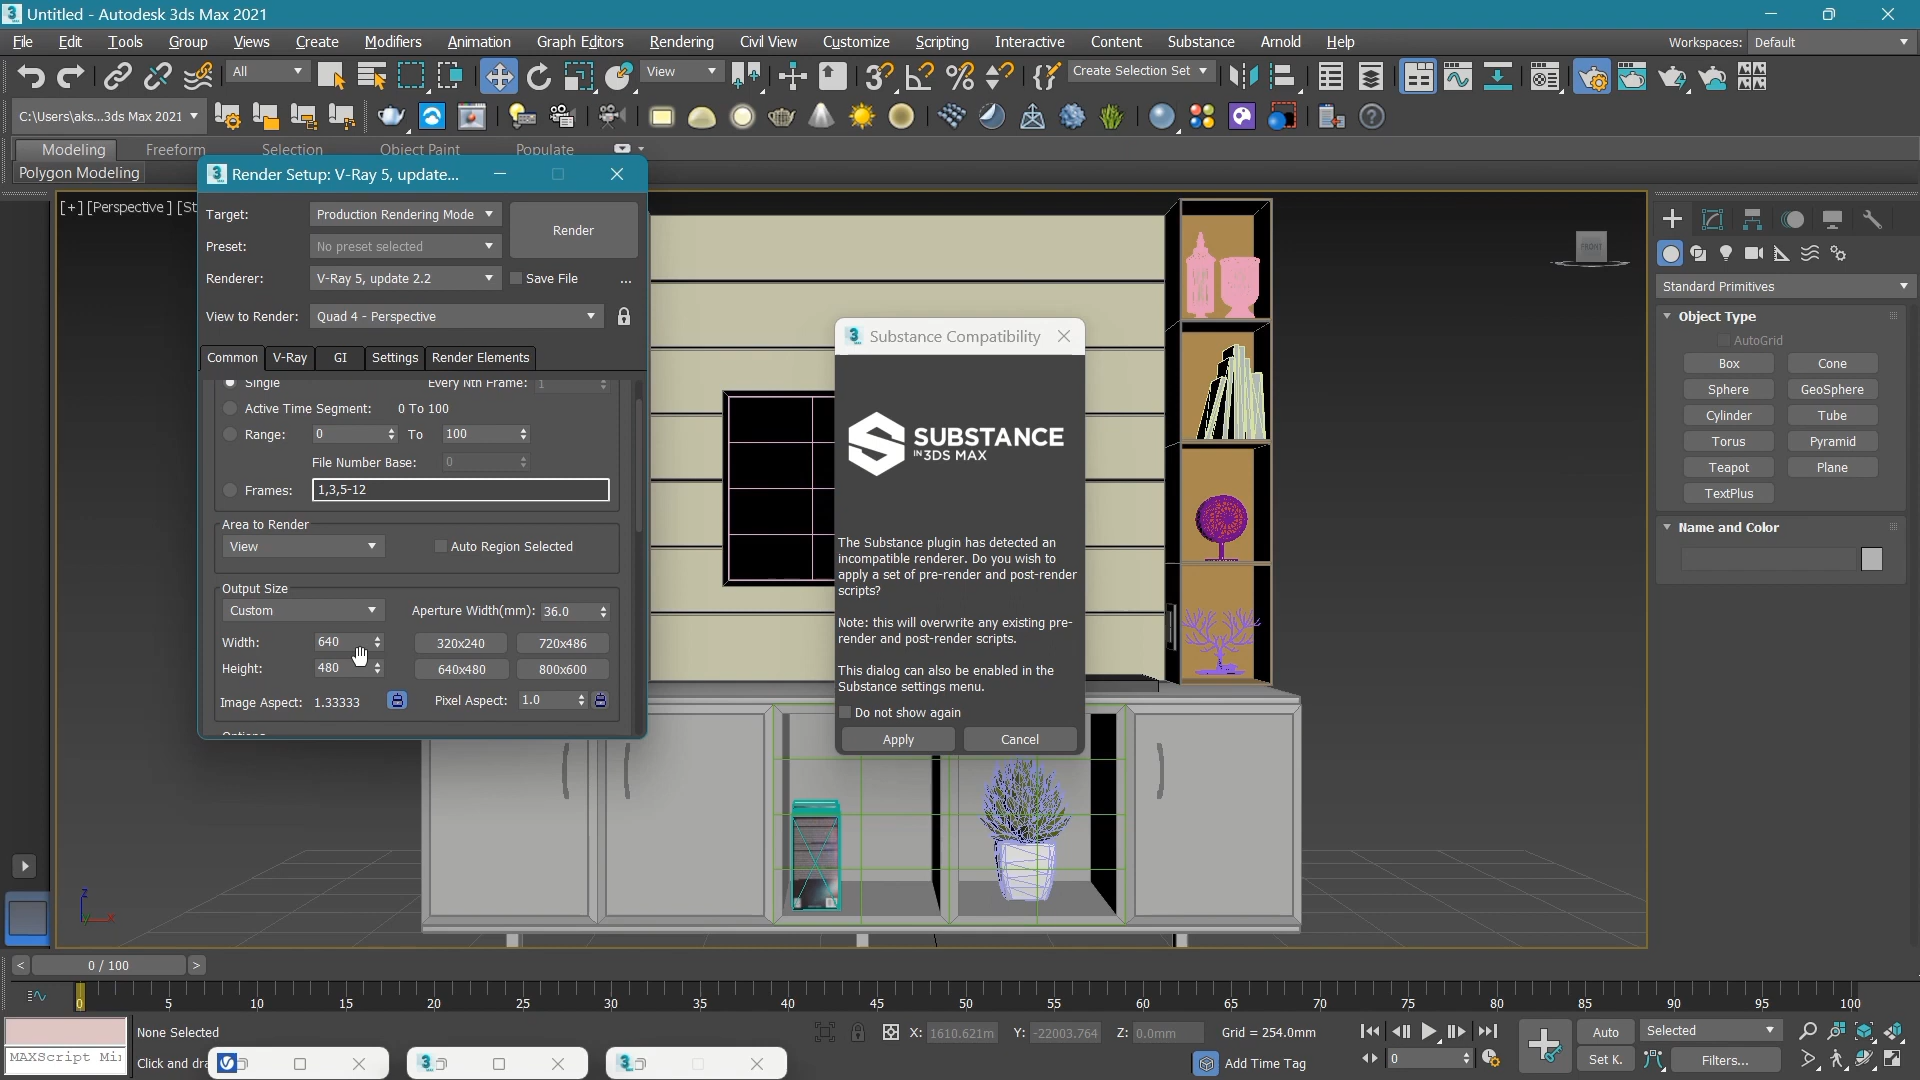 Untitled - Autodesk 3ds Max 2021
File Edit Tools Group Views Create Modifiers Animation Graph Editors Rendering Civil View Customize Scripting Interactive Content Substance Arnold Help
Workspaces: Default
All
View
Create Selection Set
C:\Users\aks...3ds Max 2021
Modeling Freeform Selection Object Paint Populate
Polygon Modeling
[+] [Perspective] [St
Render Setup: V-Ray 5, update...
Target: Production Rendering Mode
Render
Preset: No preset selected
Renderer: V-Ray 5, update 2.2
Save File ...
View to Render: Quad 4 - Perspective
Common V-Ray GI Settings Render Elements
Single Every Nth Frame: 1
Active Time Segment: 0 To 100
Range: 0 To 100
File Number Base: 0
Frames: 1,3,5-12
Area to Render
View
Auto Region Selected
Output Size
Custom
Aperture Width(mm): 36.0
Width: 640 320x240 720x486
Height: 480 640x480 800x600
Image Aspect: 1.33333 Pixel Aspect: 1.0
Options
Substance Compatibility
SUBSTANCE
IN 3DS MAX
The Substance plugin has detected an
incompatible renderer. Do you wish to
apply a set of pre-render and post-render
scripts?
Note: this will overwrite any existing pre-
render and post-render scripts.
This dialog can also be enabled in the
Substance settings menu.
Do not show again
Apply Cancel
FRONT
Standard Primitives
Object Type
AutoGrid
Box Cone
Sphere GeoSphere
Cylinder Tube
Torus Pyramid
Teapot Plane
TextPlus
Name and Color
z
< 0 / 100 >
0 5 10 15 20 25 30 35 40 45 50 55 60 65 70 75 80 85 90 95 100
None Selected
X: 1610.621m Y: -22003.764 Z: 0.0mm Grid = 254.0mm
Auto Selected
MAXScript Mi
Click and dra
Add Time Tag
0
Set K. Filters...